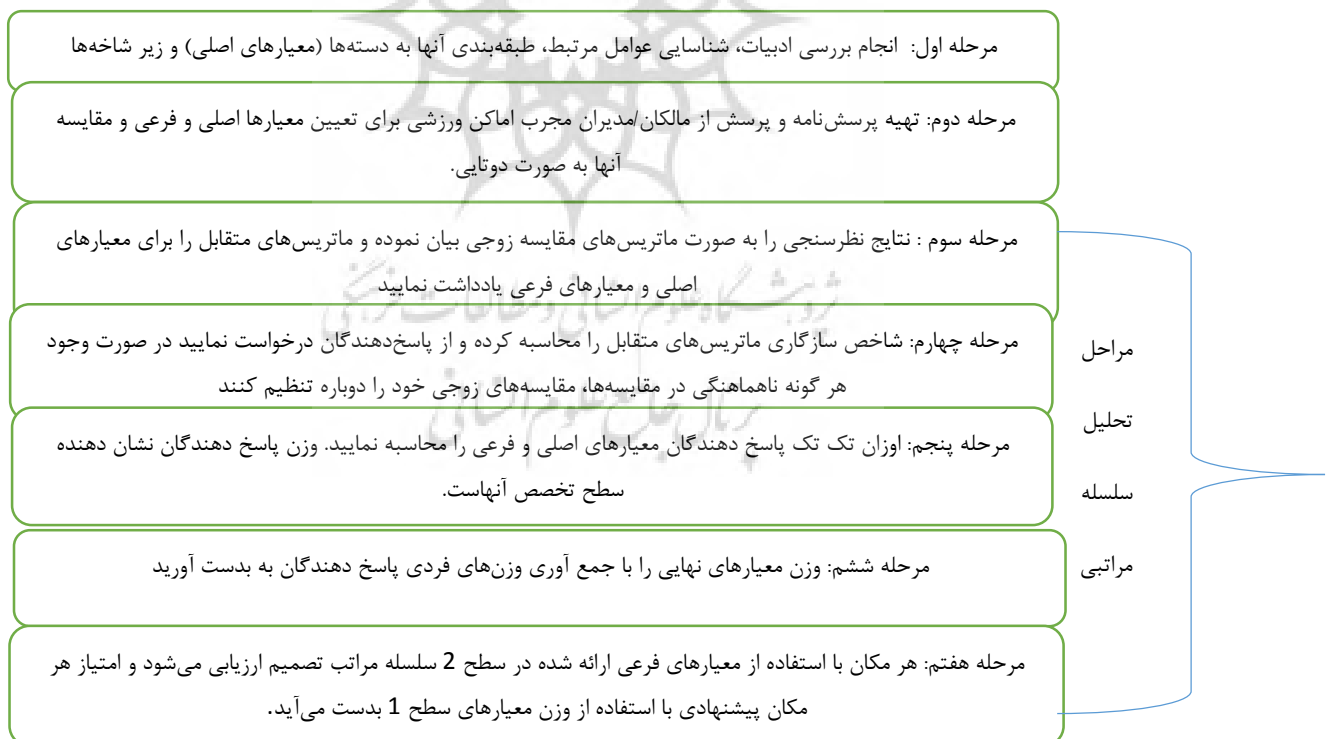 مرحله اول: انجام بررسی ادبیات، شناسایی عوامل مرتبط، طبقه‌بندی آنها به دسته‌ها (معیارهای اصلی) و زیر شاخه‌ها
مرحله دوم: تهیه پرسش‌نامه و پرسش از مالکان/مدیران مجرب اماکن ورزشی برای تعیین معیارها اصلی و فرعی و مقایسه
آنها به صورت دوتایی.
مرحله سوم : نتایج نظرسنجی را به صورت ماتریس‌های مقایسه زوجی بیان نموده و ماتریس‌های متقابل را برای معیارهای
اصلی و معیارهای فرعی یادداشت نمایید
مرحله چهارم: شاخص سازگاری ماتریس‌های متقابل را محاسبه کرده و از پاسخ‌دهندگان درخواست نمایید در صورت وجود
هر گونه ناهماهنگی در مقایسه‌ها، مقایسه‌های زوجی خود را دوباره تنظیم کنند
مرحله پنجم: اوزان تک تک پاسخ دهندگان معیارهای اصلی و فرعی را محاسبه نمایید. وزن پاسخ دهندگان نشان دهنده
سطح تخصص آنهاست.
مرحله ششم: وزن معیارهای نهایی را با جمع آوری وزن‌های فردی پاسخ دهندگان به بدست آورید
مرحله هفتم: هر مکان با استفاده از معیارهای فرعی ارائه شده در سطح 2 سلسله مراتب تصمیم ارزیابی می‌شود و امتیاز هر
مکان پیشنهادی با استفاده از وزن معیارهای سطح 1 بدست می‌آید.
مراحل
تحلیل
سلسله
مراتبی
پژوهشگاه علوم انسانی و مطالعات فرهنگی
پرتال جامع علوم انسانی